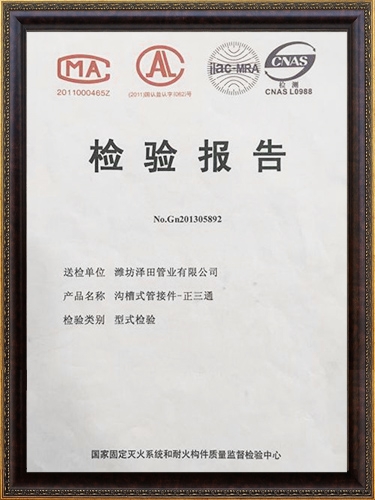 MA
2011000465Z
CAL
(2011)国认监认字(062)号
ilac-MRA
CNAS
检测
CNAS L0988
检验报告
No.Gn201305892
送检单位 潍坊泽田管业有限公司
产品名称 沟槽式管接件-正三通
检验类别 型式检验
国家固定灭火系统和耐火构件质量监督检验中心